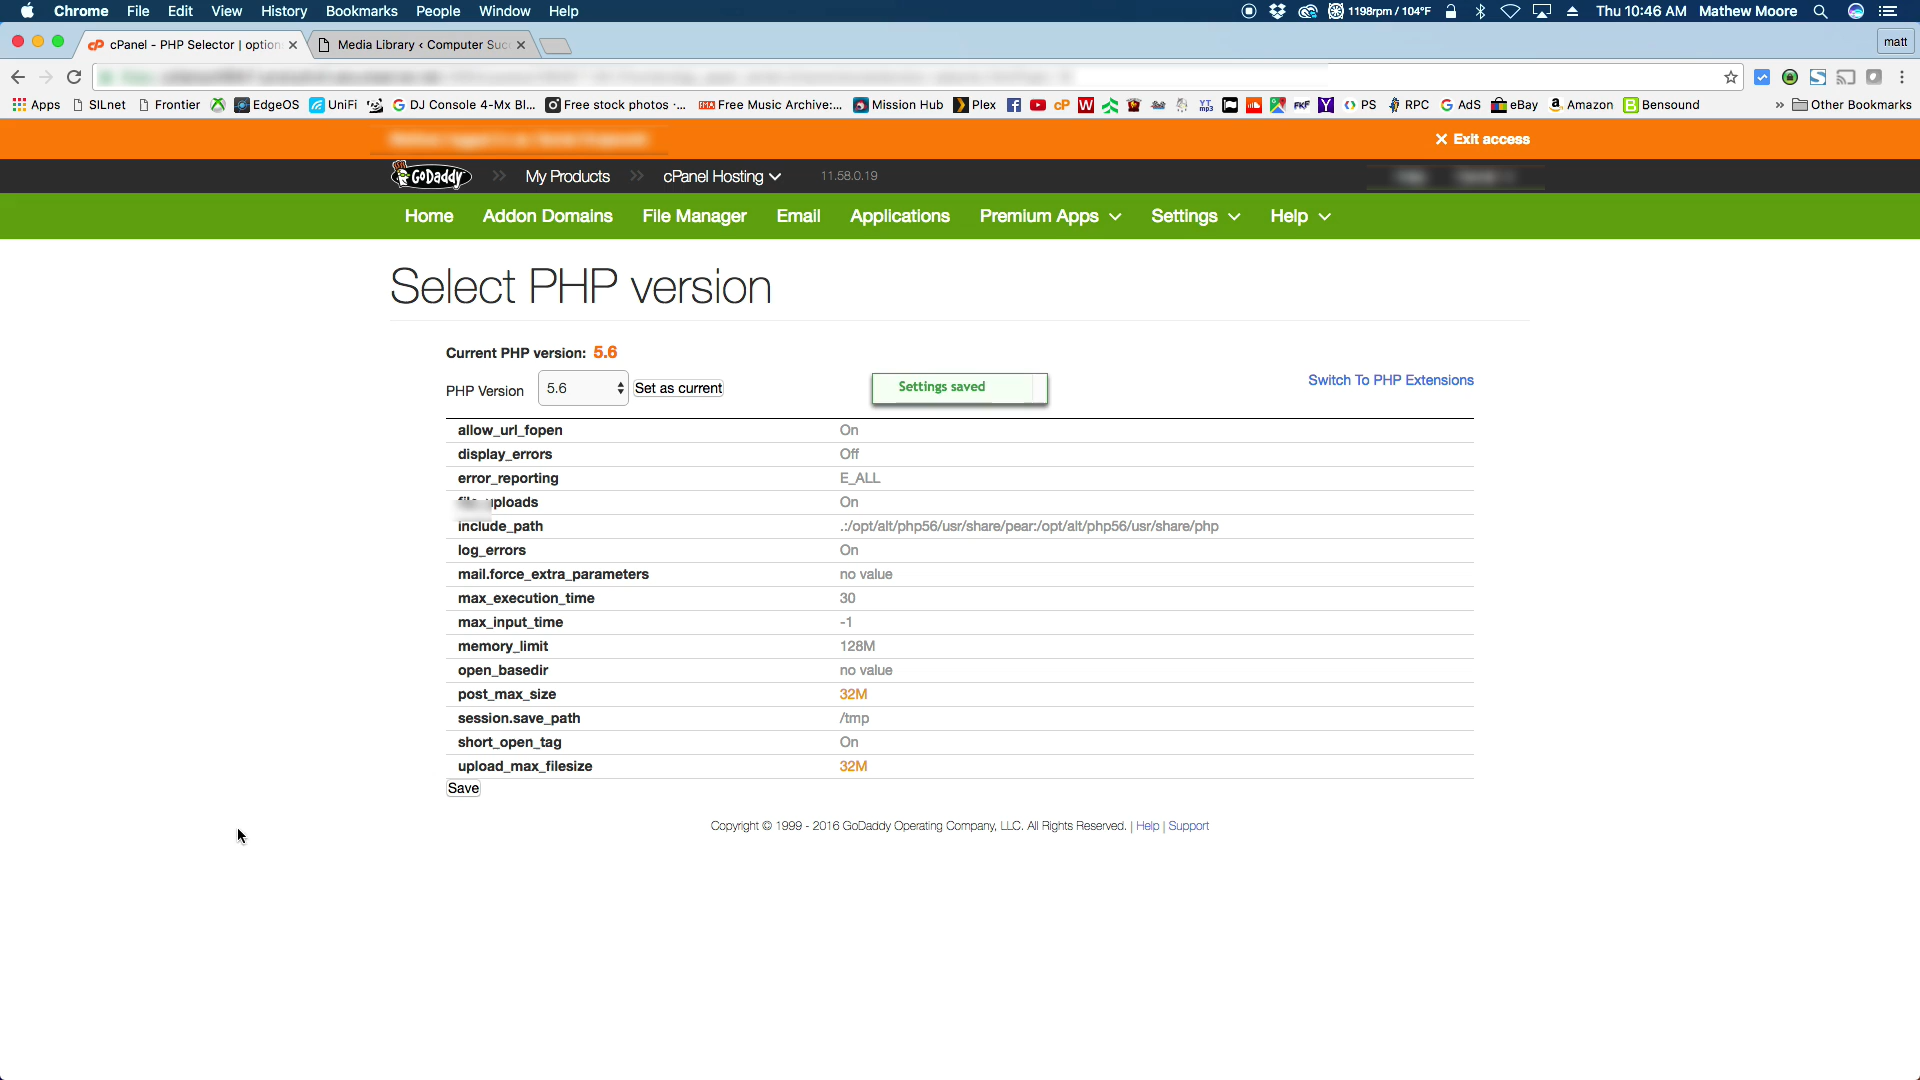 Chrome File Edit View History Bookmarks People Window Help 1198rpm / 104°F Thu 10:46 AM Mathew Moore
cPanel - PHP Selector | option Media Library ‹ Computer Suc matt
Apps SILnet Frontier EdgeOS UniFi DJ Console 4-Mx Bl... Free stock photos ·... Free Music Archive:... Mission Hub Plex PS RPC AdS eBay Amazon Bensound » Other Bookmarks
Exit access
GoDaddy My Products cPanel Hosting 11.58.0.19
Home Addon Domains File Manager Email Applications Premium Apps Settings Help
Select PHP version
Current PHP version: 5.6
PHP Version 5.6 Set as current Settings saved Switch To PHP Extensions
allow_url_fopen On
display_errors Off
error_reporting E_ALL
uploads On
include_path .:/opt/alt/php56/usr/share/pear:/opt/alt/php56/usr/share/php
log_errors On
mail.force_extra_parameters no value
max_execution_time 30
max_input_time -1
memory_limit 128M
open_basedir no value
post_max_size 32M
session.save_path /tmp
short_open_tag On
upload_max_filesize 32M
Save
Copyright © 1999 - 2016 GoDaddy Operating Company, LLC. All Rights Reserved. | Help | Support